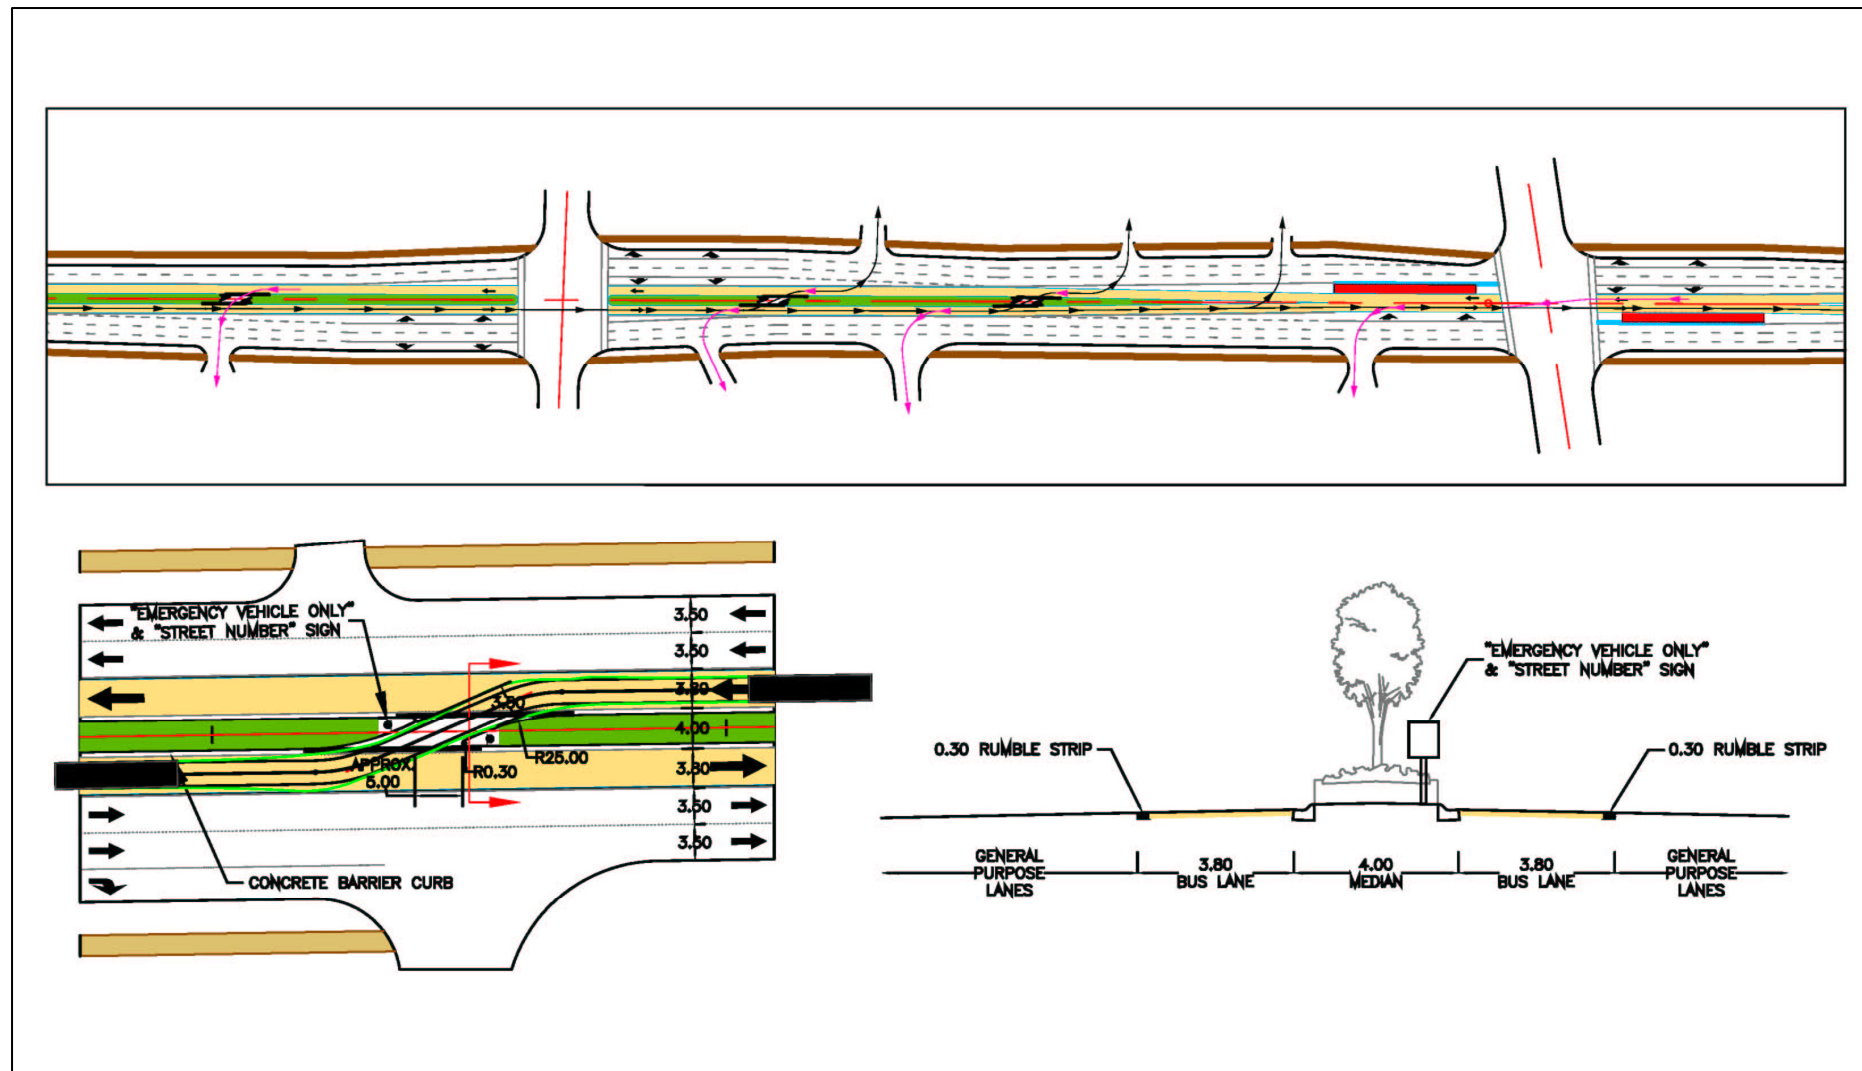 "EMERGENCY VEHICLE ONLY"
& "STREET NUMBER" SIGN
3.50
3.50
3.80
3.50
4.00
R25.00
APPROX.
5.00
R0.30
3.80
3.50
3.50
CONCRETE BARRIER CURB
"EMERGENCY VEHICLE ONLY"
& "STREET NUMBER" SIGN
0.30 RUMBLE STRIP
0.30 RUMBLE STRIP
GENERAL
PURPOSE
LANES
3.80
BUS LANE
4.00
MEDIAN
3.80
BUS LANE
GENERAL
PURPOSE
LANES